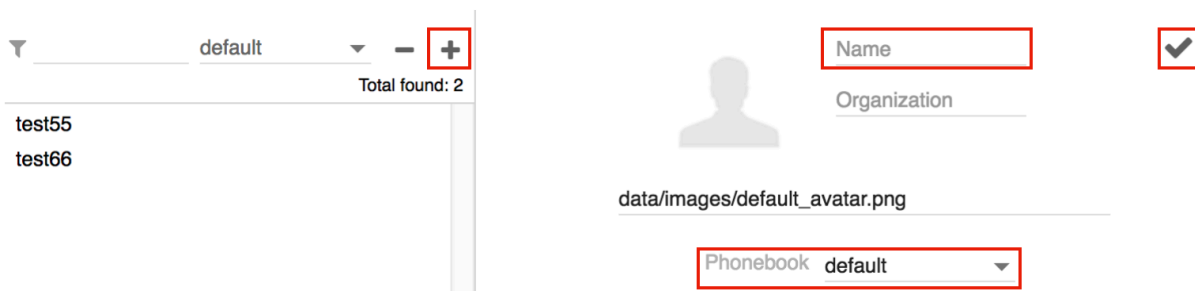 default
Total found: 2
test55
test66
Name
Organization
data/images/default_avatar.png
Phonebook default